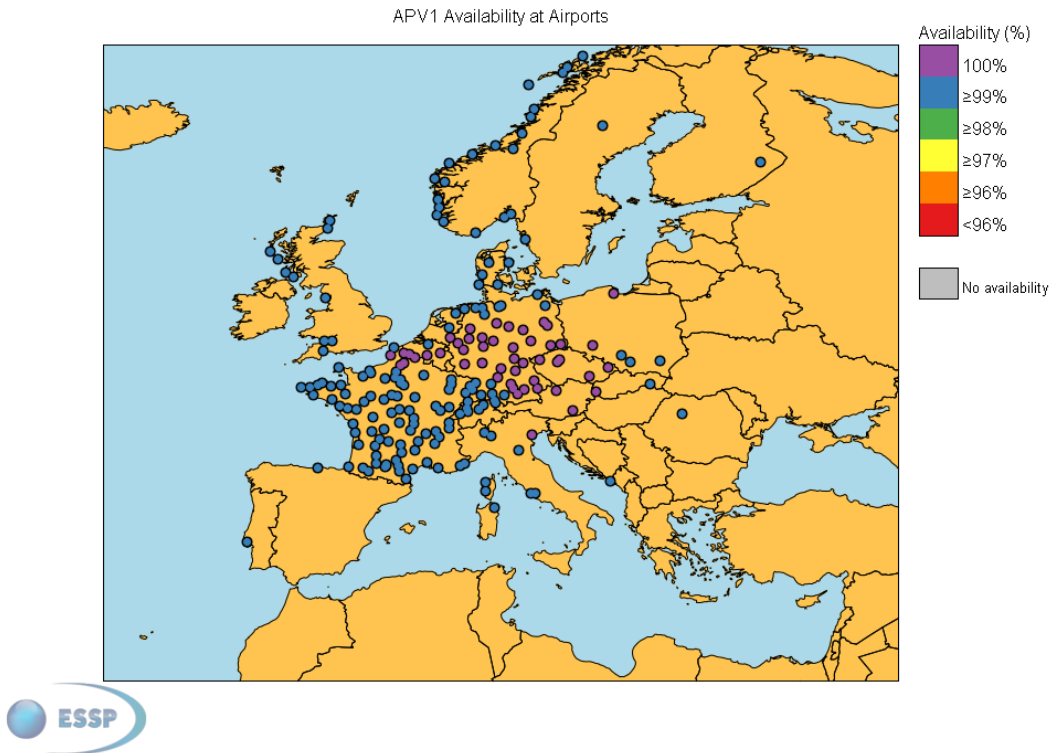 APV1 Availability at Airports
Availability (%)
100%
≥99%
≥98%
≥97%
≥96%
<96%
No availability
ESSP